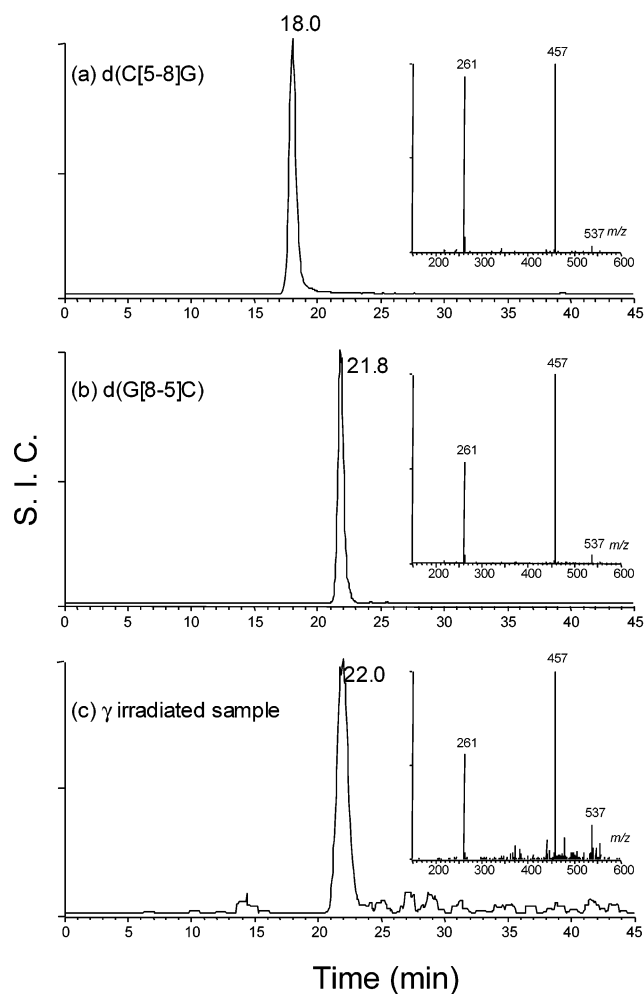 18.0
(a) d(C[5-8]G)
261
457
537 m/z
200 300 400 500 600
0 5 10 15 20 25 30 35 40 45
21.8
(b) d(G[8-5]C)
457
261
537 m/z
200 300 400 500 600
S. I. C.
0 5 10 15 20 25 30 35 40 45
22.0
(c) γ irradiated sample
457
261
537
m/z
200 300 400 500 600
0 5 10 15 20 25 30 35 40 45
Time (min)